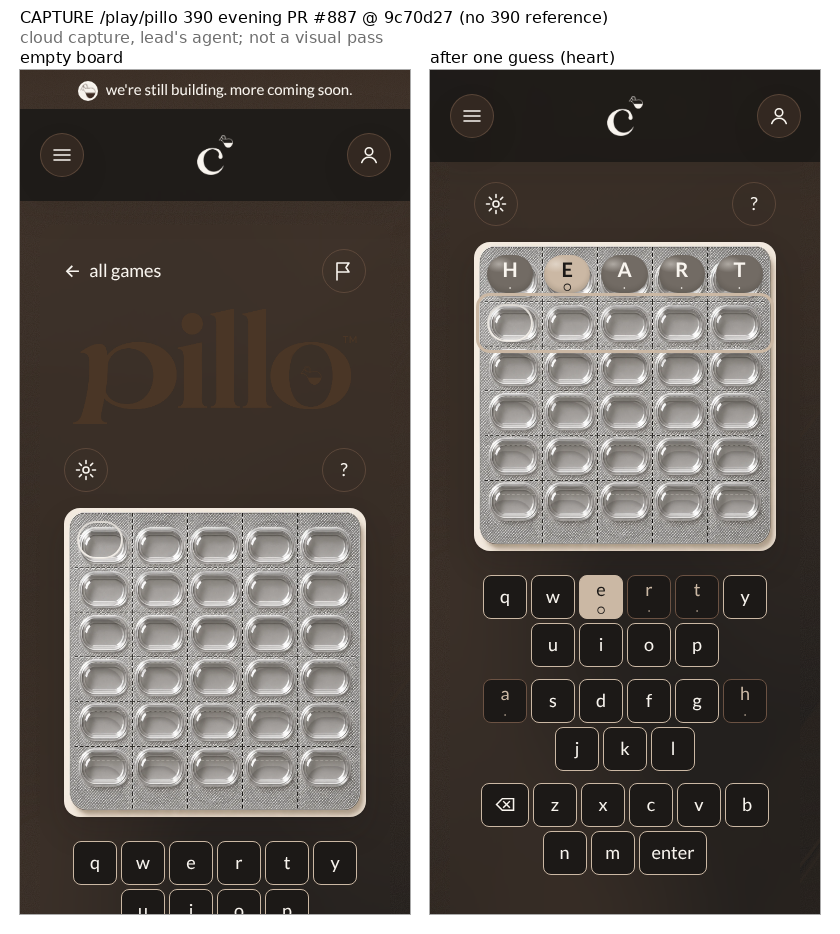 CAPTURE /play/pillo 390 evening PR #887 @ 9c70d27 (no 390 reference)
cloud capture, lead's agent; not a visual pass
empty board
we're still building. more coming soon.
c
all games
pillo™
?
q w e r t y
u i o p
after one guess (heart)
c
?
H E A R T
q w e r t y
u i o p
a s d f g h
j k l
z x c v b
n m enter